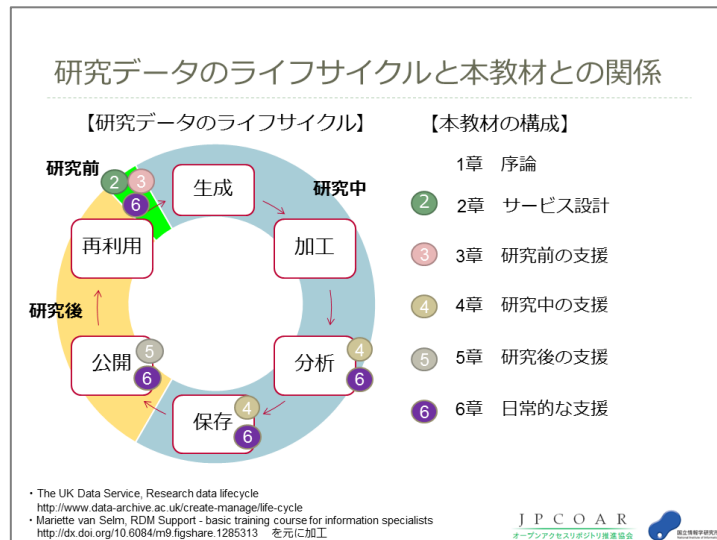 研究データのライフサイクルと本教材との関係
【研究データのライフサイクル】
【本教材の構成】
研究前
2
3
6
生成
研究中
加工
分析
4
6
保存
4
6
公開
5
6
研究後
再利用
1章 序論
2
2章 サービス設計
3
3章 研究前の支援
4
4章 研究中の支援
5
5章 研究後の支援
6
6章 日常的な支援
・ The UK Data Service, Research data lifecycle
http://www.data-archive.ac.uk/create-manage/life-cycle
・ Mariette van Selm, RDM Support - basic training course for information specialists
http://dx.doi.org/10.6084/m9.figshare.1285313 を元に加工
JPCOAR
オープンアクセスリポジトリ推進協会
国立情報学研究所